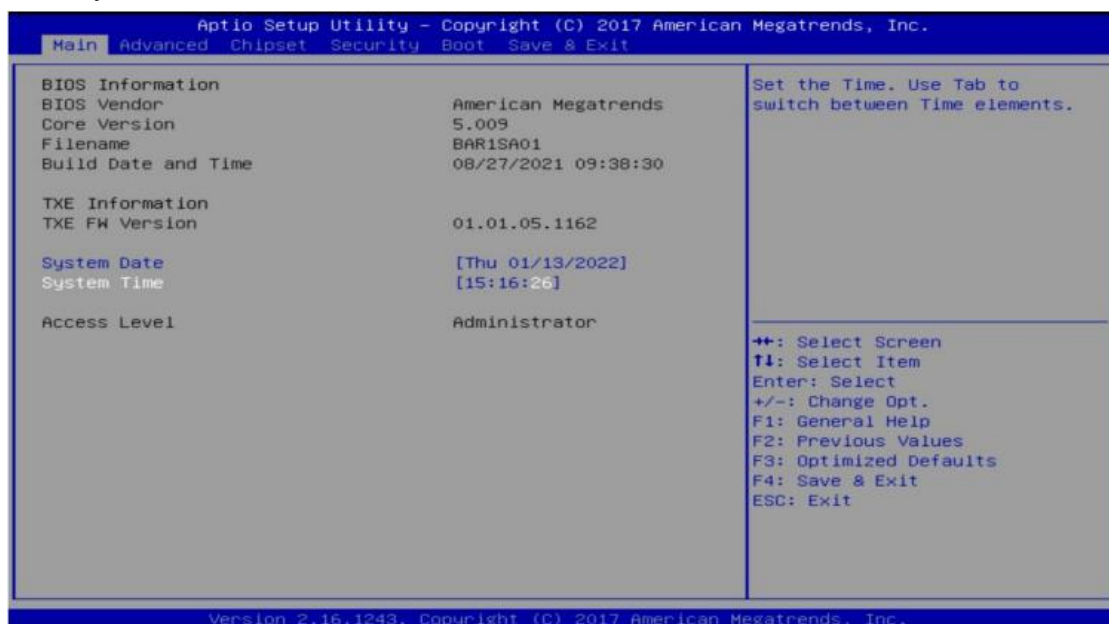 Aptio Setup Utility – Copyright (C) 2017 American Megatrends, Inc.
Main Advanced Chipset Security Boot Save & Exit
BIOS Information
BIOS Vendor American Megatrends
Core Version 5.009
Filename BAR1SA01
Build Date and Time 08/27/2021 09:38:30
TXE Information
TXE FW Version 01.01.05.1162
System Date [Thu 01/13/2022]
System Time [15:16:26]
Access Level Administrator
Set the Time. Use Tab to
switch between Time elements.
→←: Select Screen
↑↓: Select Item
Enter: Select
+/-: Change Opt.
F1: General Help
F2: Previous Values
F3: Optimized Defaults
F4: Save & Exit
ESC: Exit
Version 2.16.1243. Copyright (C) 2017 American Megatrends, Inc.